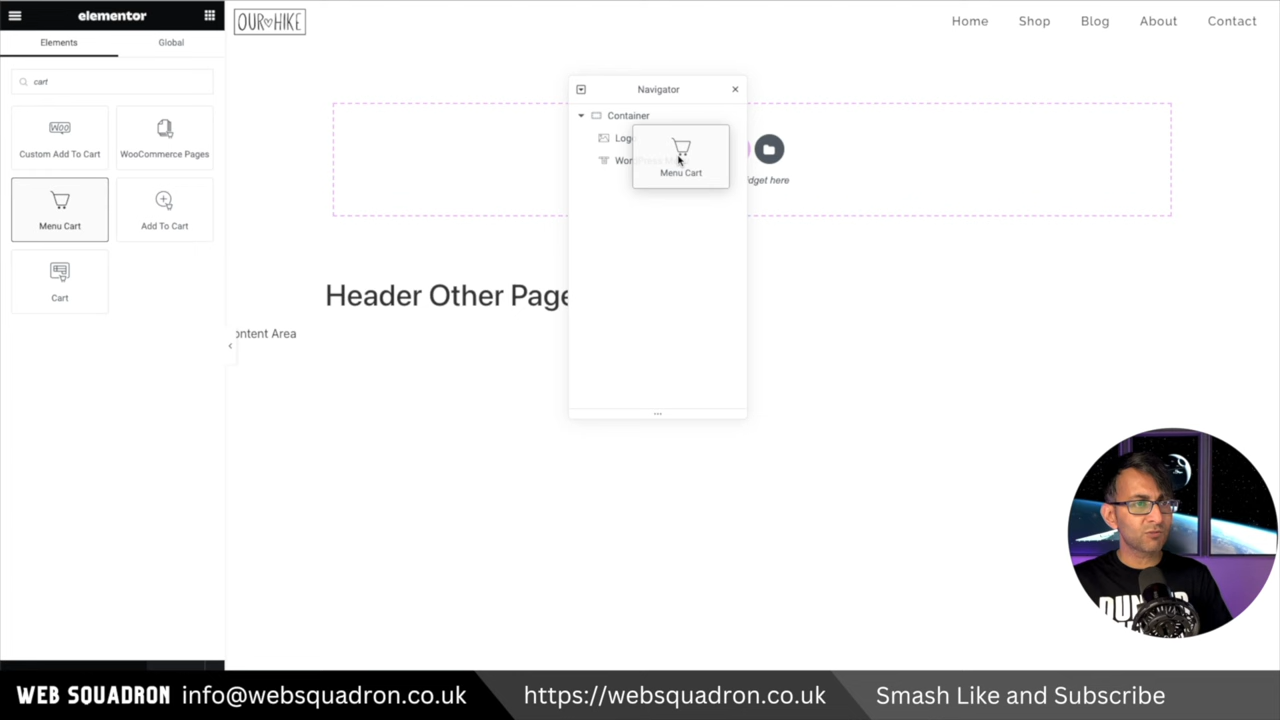 elementor
OUR HIKE
Home
Shop
Blog
About
Contact
Elements
Global
cart
Navigator
Container
Custom Add To Cart
WooCommerce Pages
Menu Cart
Menu Cart
Add To Cart
Cart
Header Other Page
ontent Area
WEB SQUADRON info@websquadron.co.uk
https://websquadron.co.uk
Smash Like and Subscribe